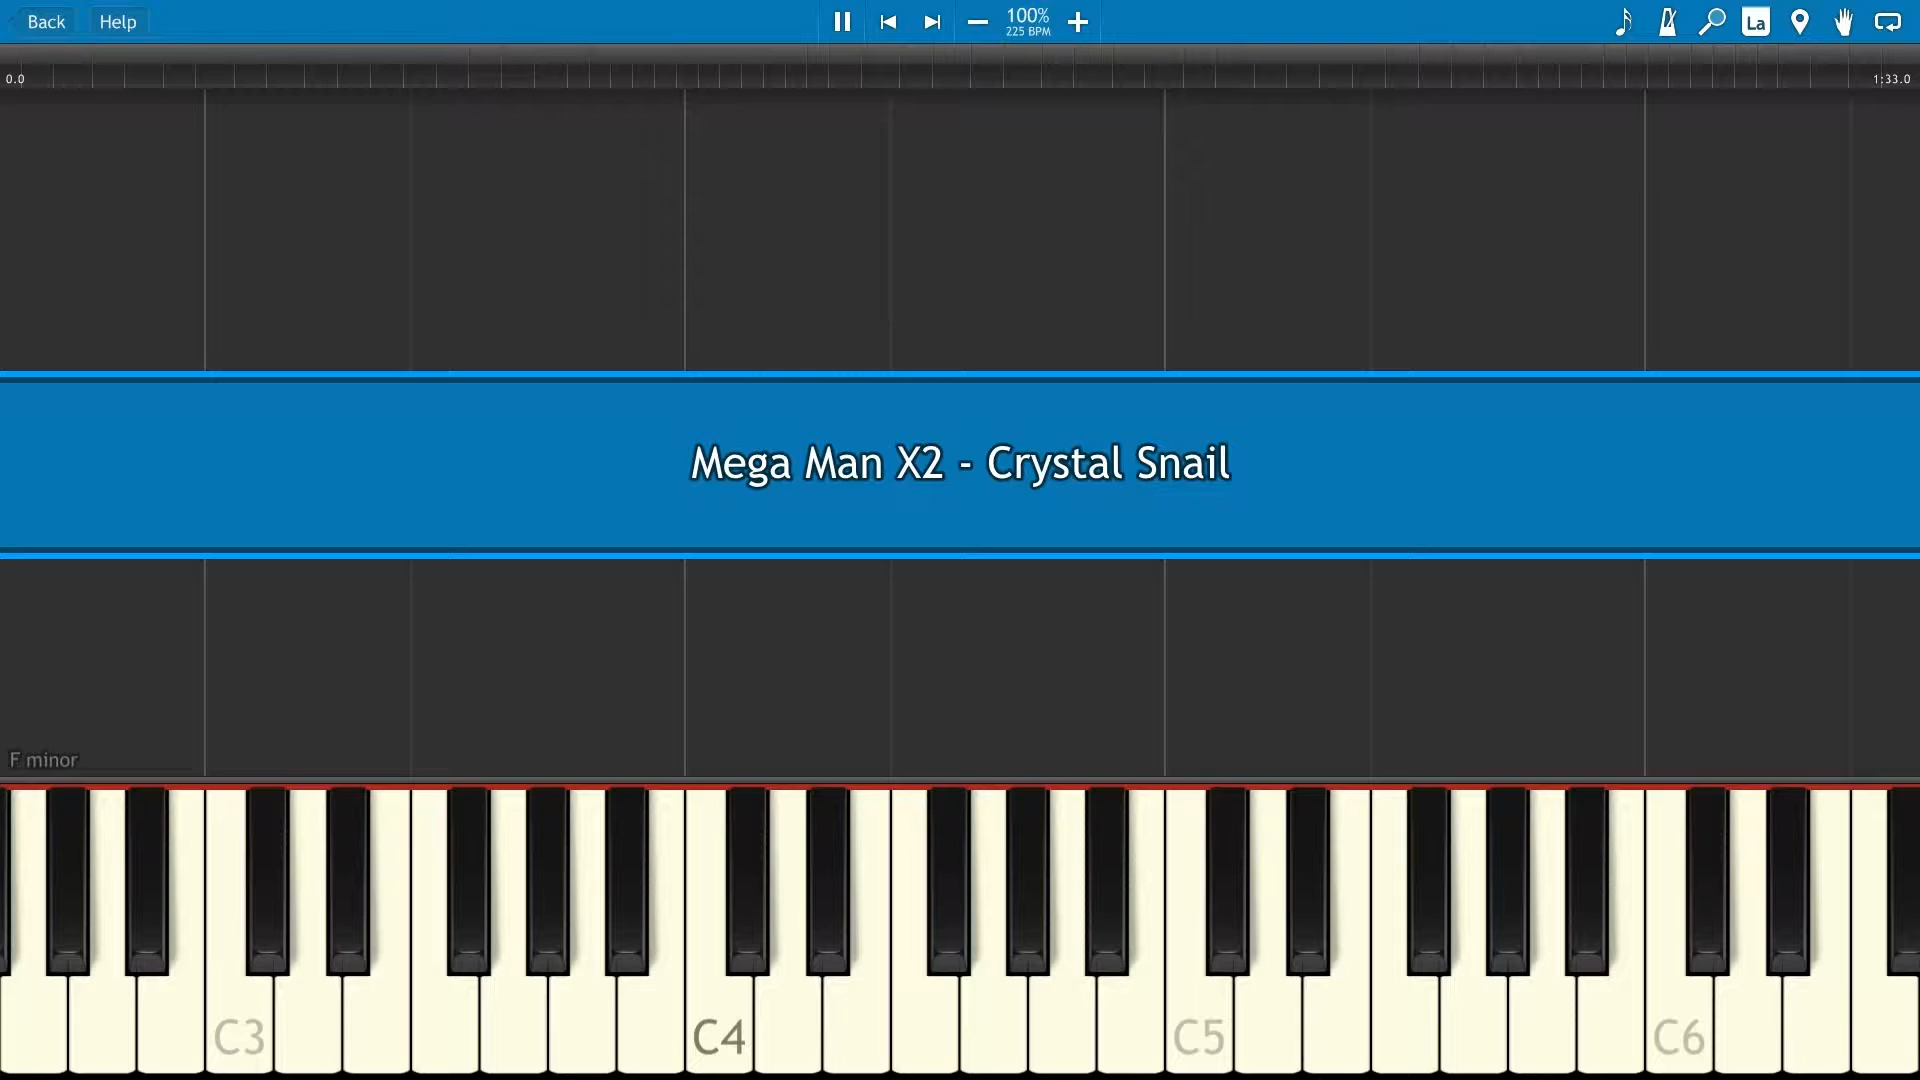 Back Help 100% La
225 BPM
0.0 1:33.0
Mega Man X2 - Crystal Snail
F minor
C3 C4 C5 C6